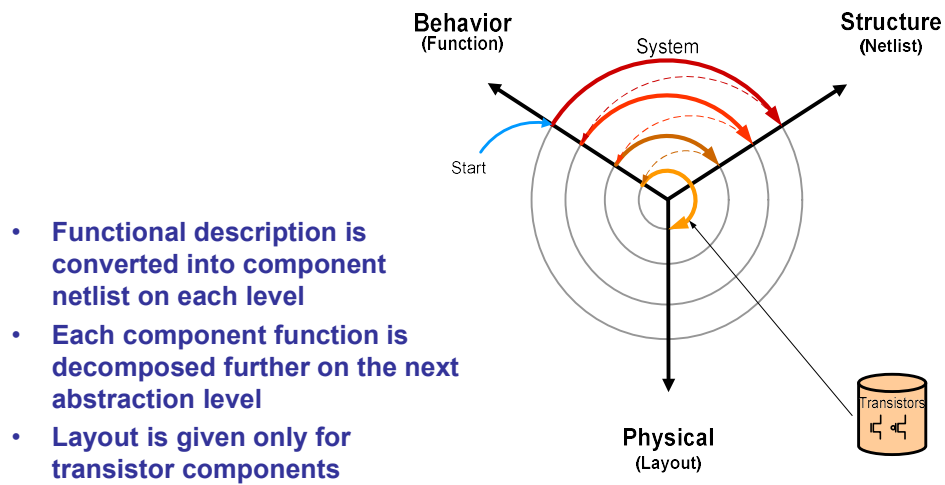 Behavior
(Function)
Structure
(Netlist)
System
Start
• Functional description is
converted into component
netlist on each level
• Each component function is
decomposed further on the next
abstraction level
• Layout is given only for
transistor components
Transistors
Physical
(Layout)